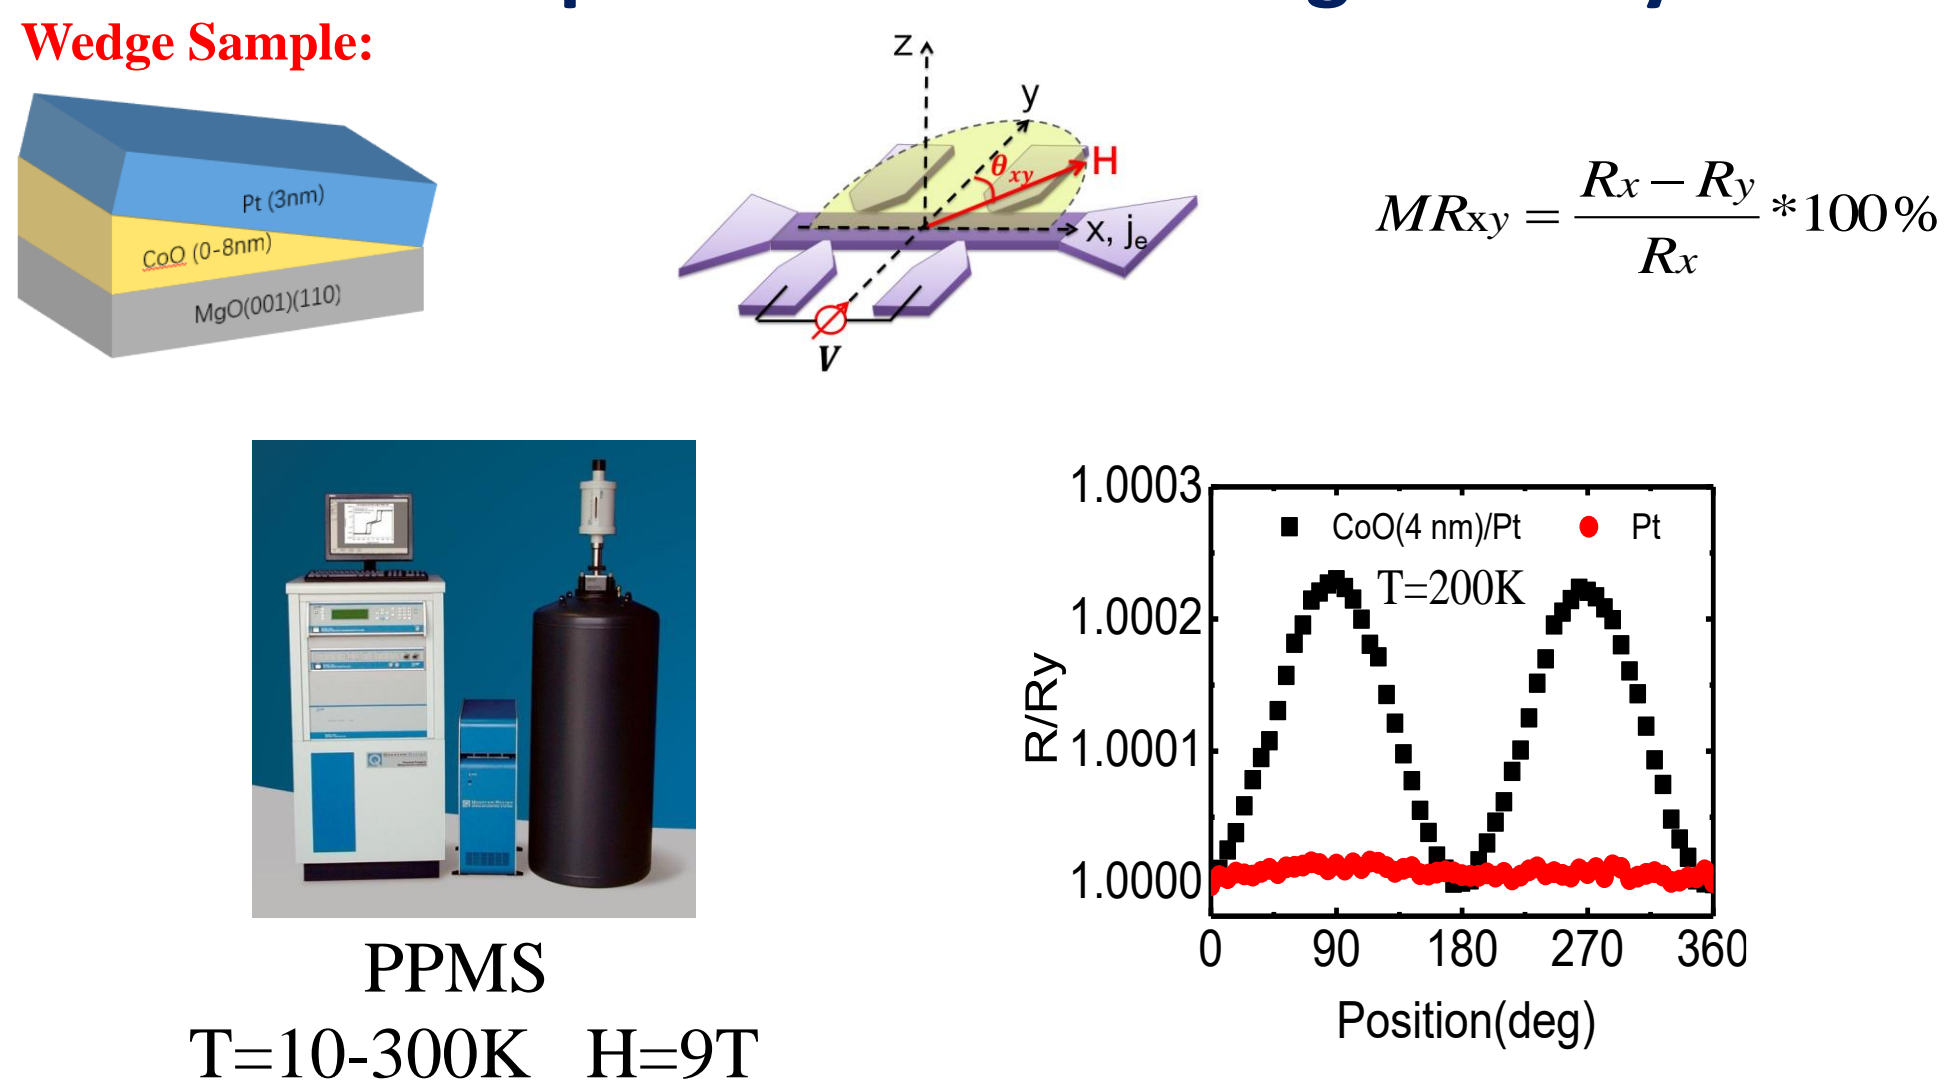 Wedge Sample:
Pt (3nm)
CoO (0-8nm)
MgO(001)(110)
z
y
H
θxy
x, je
V
MRxy = (Rx − Ry / Rx) *100%
PPMS
T=10-300K H=9T
1.0003
1.0002
1.0001
1.0000
R/Ry
CoO(4 nm)/Pt Pt
T=200K
0 90 180 270 360
Position(deg)